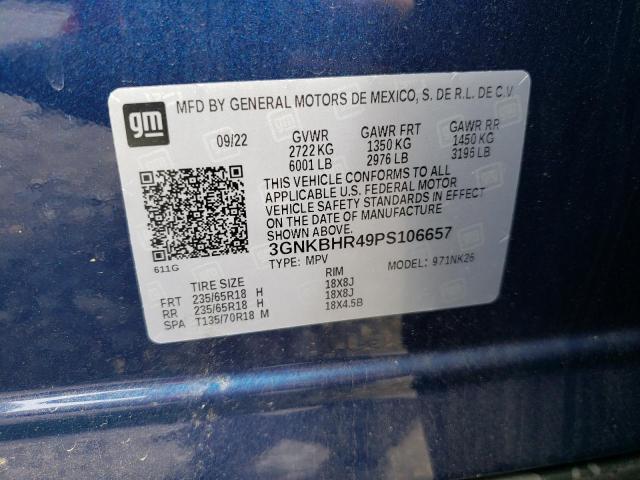 gm
MFD BY GENERAL MOTORS DE MEXICO, S. DE R.L. DE C.V
09/22 GVWR GAWR FRT GAWR RR
2722 KG 1350 KG 1450 KG
6001 LB 2976 LB 3196 LB
THIS VEHICLE CONFORMS TO ALL
APPLICABLE U.S. FEDERAL MOTOR
VEHICLE SAFETY STANDARDS IN EFFECT
ON THE DATE OF MANUFACTURE
SHOWN ABOVE.
3GNKBHR49PS106657
611G
TYPE: MPV MODEL: 971NK26
TIRE SIZE RIM
FRT 235/65R18 H 18X8J
RR 235/65R18 H 18X8J
SPA T135/70R18 M 18X4.5B